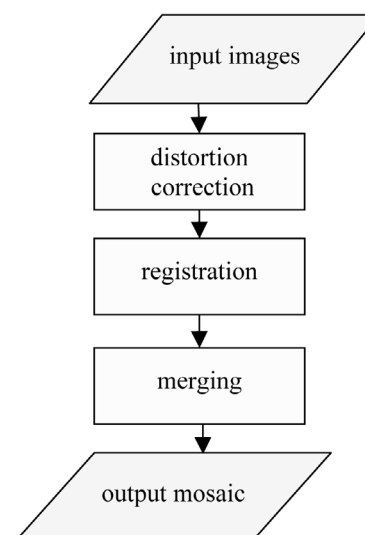 input images
distortion
correction
registration
merging
output mosaic